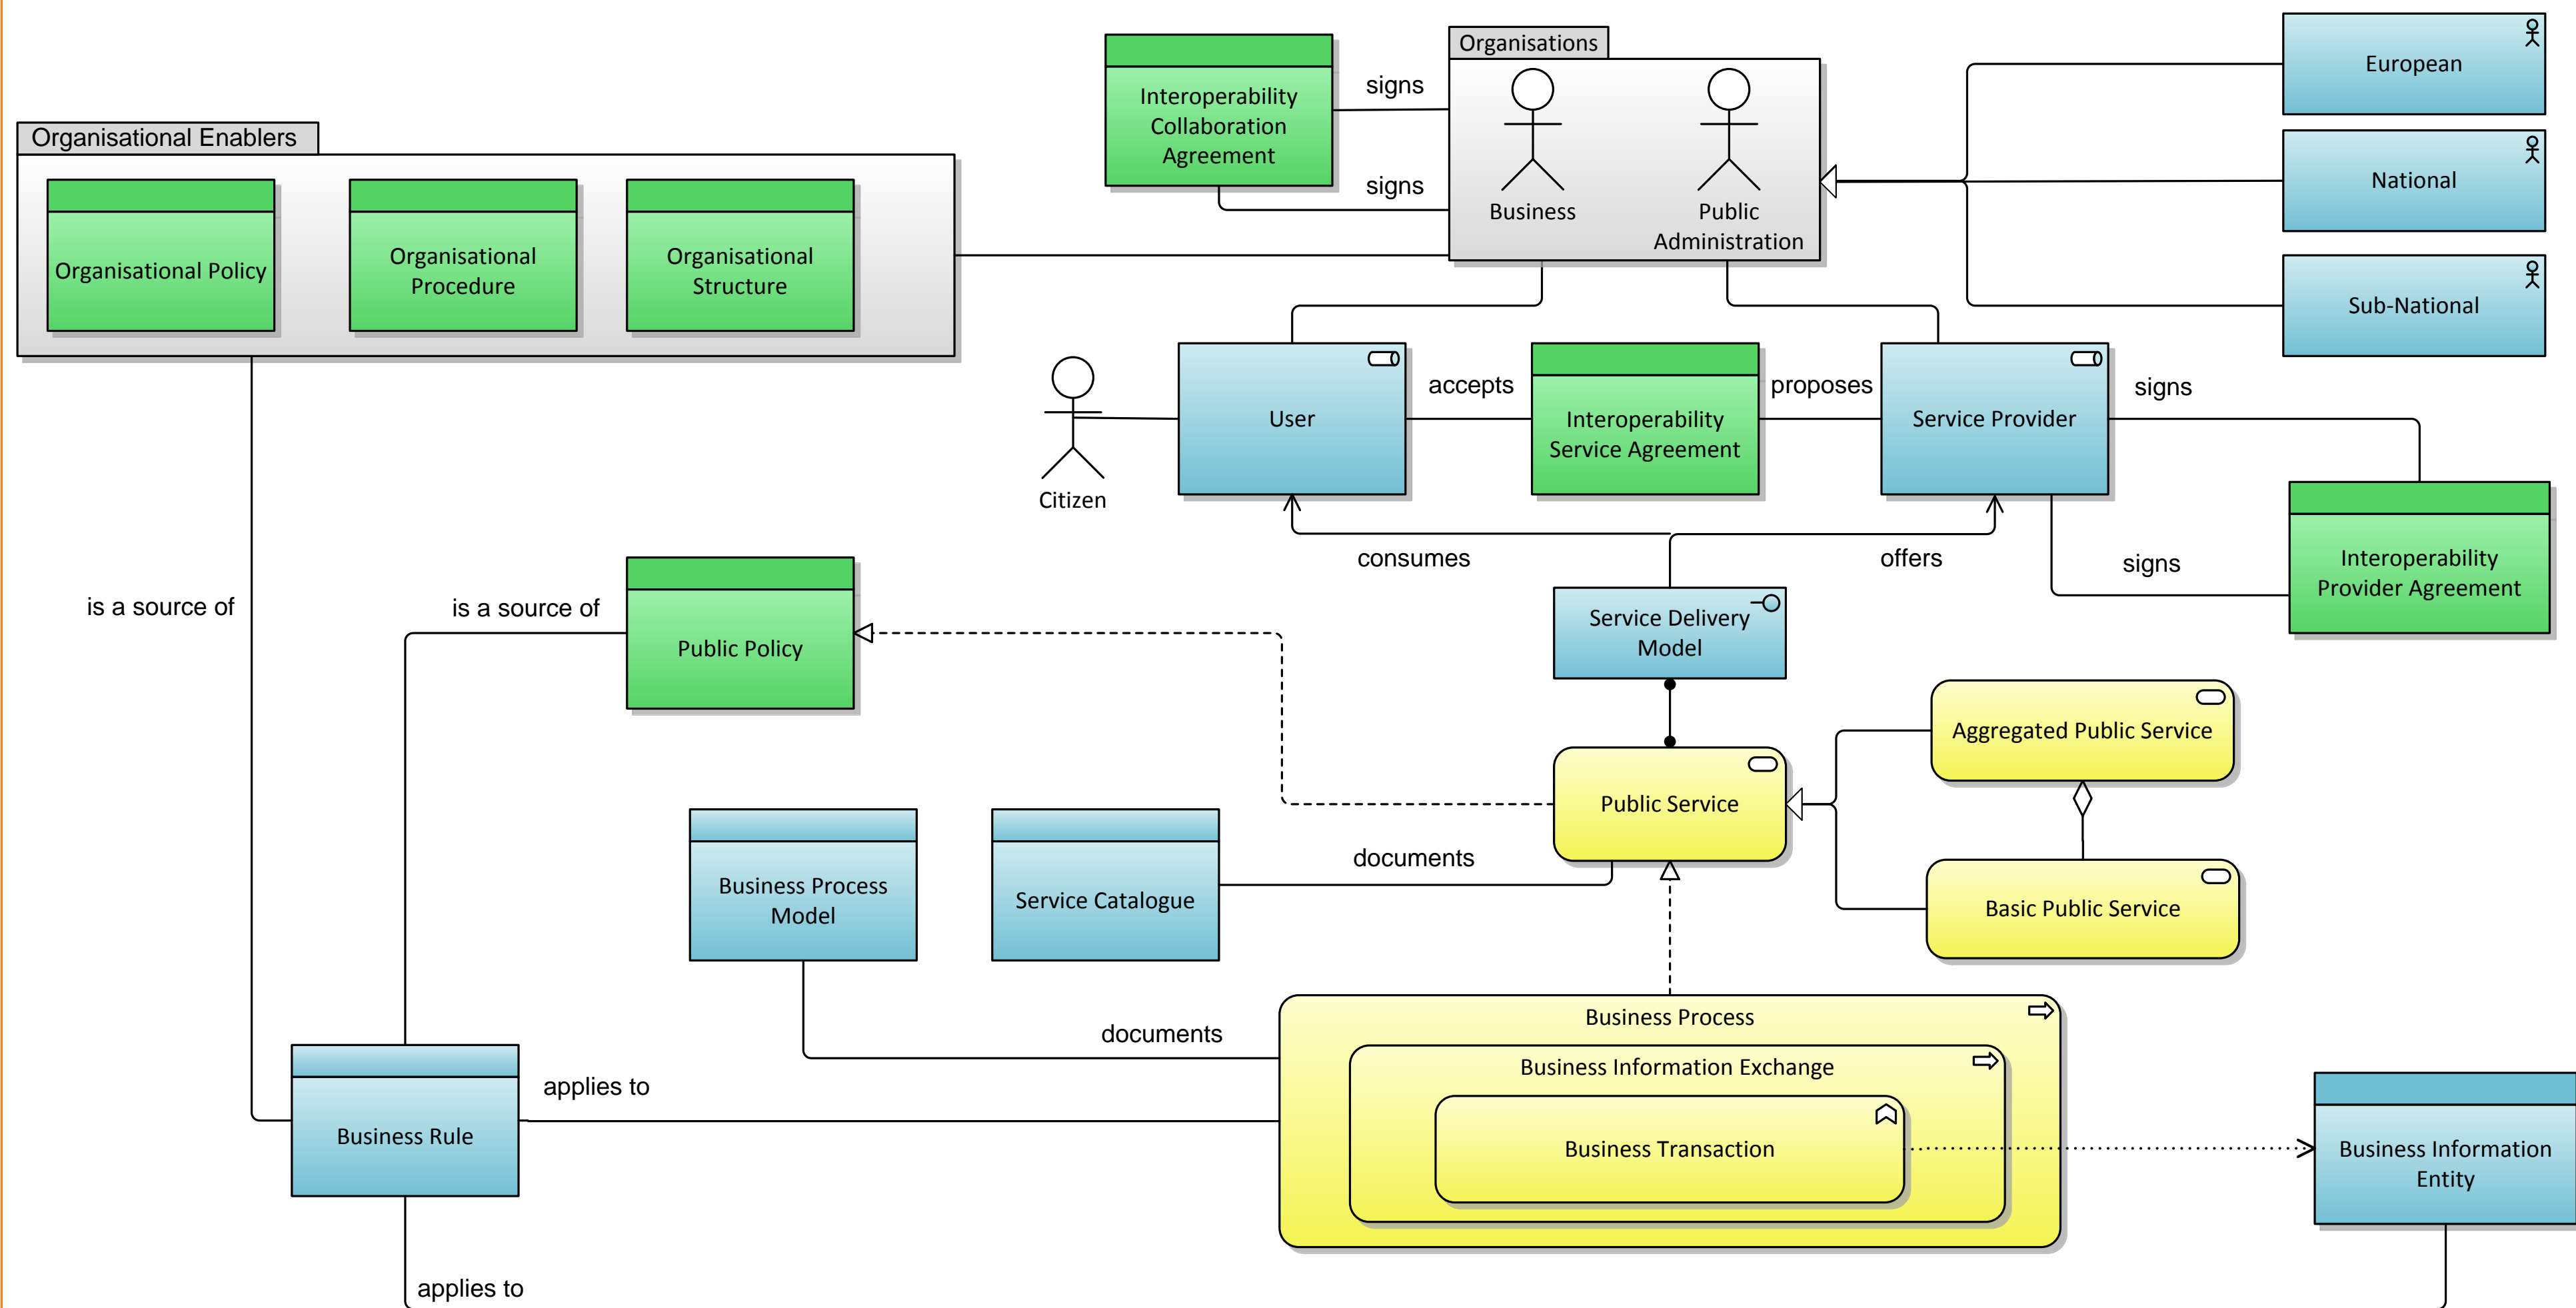 Organisations
European
Interoperability
Collaboration
Agreement
signs
Organisational Enablers
National
signs
Business
Public
Administration
Organisational Policy
Organisational
Procedure
Organisational
Structure
Sub-National
accepts
proposes
signs
User
Interoperability
Service Agreement
Service Provider
Citizen
consumes
offers
signs
Interoperability
Provider Agreement
is a source of
is a source of
Service Delivery
Model
Public Policy
Aggregated Public Service
Public Service
documents
Business Process
Model
Service Catalogue
Basic Public Service
Business Process
documents
Business Information Exchange
applies to
Business Rule
Business Transaction
Business Information
Entity
applies to